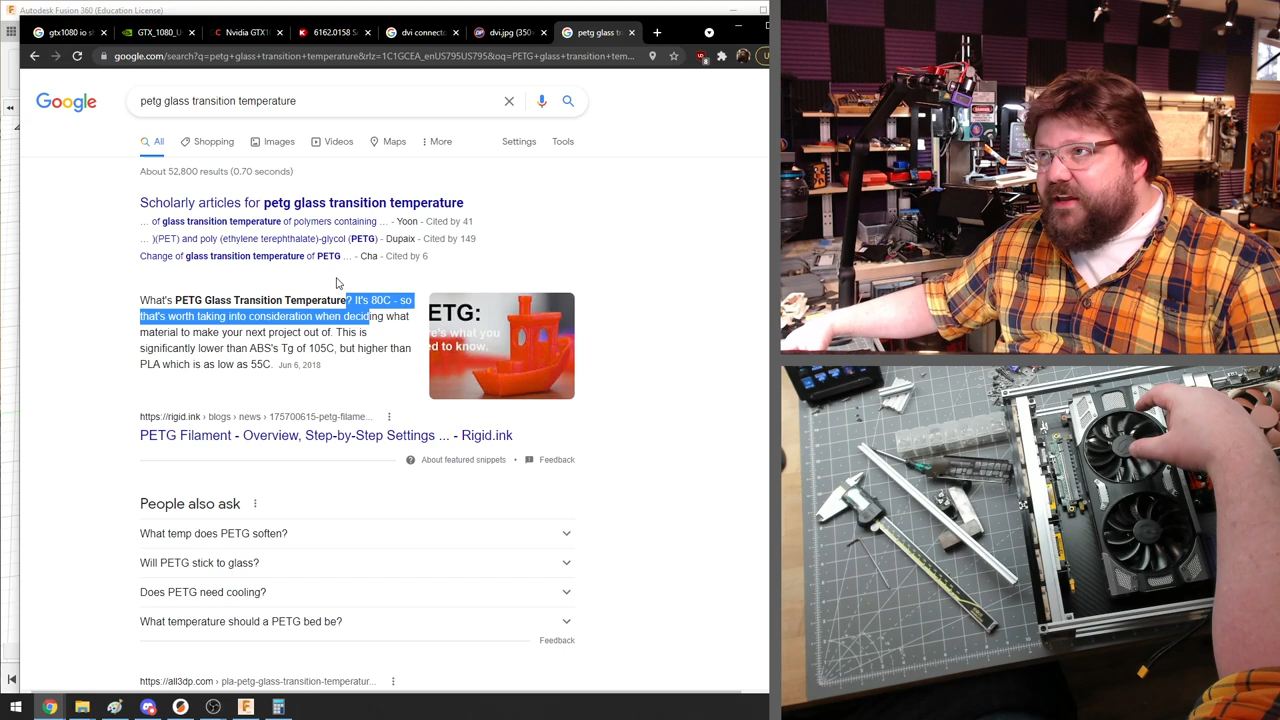 Autodesk Fusion 360 (Education License)
gtx1080 io s
GTX_1080_U
Nvidia GTX1
6162.0158 S
dvi connect
dvi.jpg (350
petg glass tr
google.com/search?q=petg+glass+transition+temperature&rlz=1C1GCEA_enUS795US795&oq=PETG+glass+transition+tem...
Google
petg glass transition temperature
All
Shopping
Images
Videos
Maps
More
Settings
Tools
About 52,800 results (0.70 seconds)
Scholarly articles for petg glass transition temperature
... of glass transition temperature of polymers containing ... - Yoon - Cited by 41
... )(PET) and poly (ethylene terephthalate)-glycol (PETG) - Dupaix - Cited by 149
Change of glass transition temperature of PETG ... - Cha - Cited by 6
What's PETG Glass Transition Temperature? It's 80C - so
that's worth taking into consideration when deciding what
material to make your next project out of. This is
significantly lower than ABS's Tg of 105C, but higher than
PLA which is as low as 55C. Jun 6, 2018
ETG:
re's what you
ed to know.
https://rigid.ink › blogs › news › 175700615-petg-filame...
PETG Filament - Overview, Step-by-Step Settings ... - Rigid.ink
About featured snippets
•
Feedback
People also ask
What temp does PETG soften?
Will PETG stick to glass?
Does PETG need cooling?
What temperature should a PETG bed be?
Feedback
https://all3dp.com › pla-petg-glass-transition-temperatur...